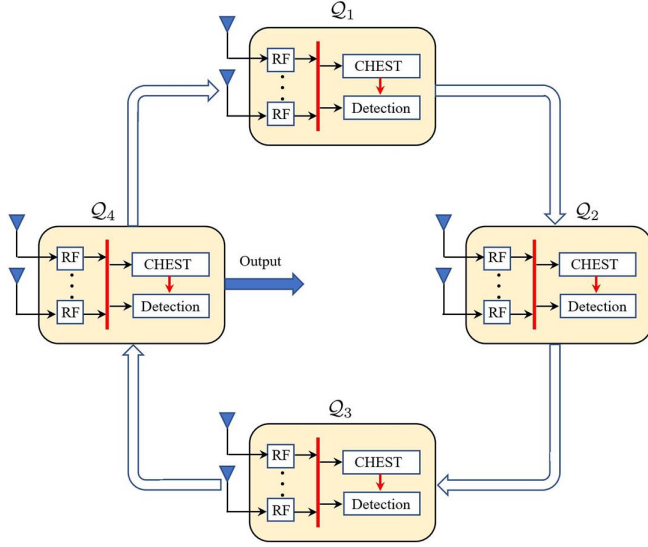 𝒬1
RF
CHEST
RF
Detection
𝒬4
RF
CHEST
RF
Detection
Output
𝒬2
RF
CHEST
RF
Detection
𝒬3
RF
CHEST
RF
Detection